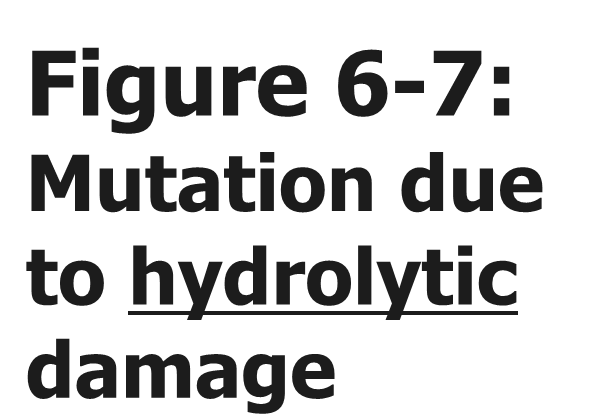 Figure 6-7:
Mutation due
to hydrolytic
damage